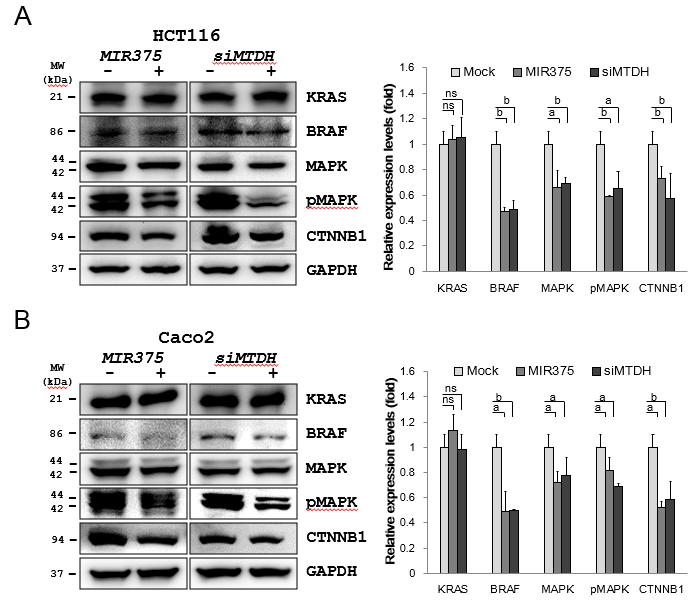 A
HCT116
MW
(kDa)
MIR375
siMTDH
– + – +
21 KRAS
86 BRAF
44
42
MAPK
44
42
pMAPK
94 CTNNB1
37 GAPDH
Relative expression levels (fold)
Mock MIR375 siMTDH
1.6
1.4
1.2
1
0.8
0.6
0.4
0.2
0
ns
ns
b
b
b
a
a
b
b
b
KRAS BRAF MAPK pMAPK CTNNB1
B
Caco2
MW
(kDa)
MIR375
siMTDH
– + – +
21 KRAS
86 BRAF
44
42
MAPK
44
42
pMAPK
94 CTNNB1
37 GAPDH
Relative expression levels (fold)
Mock MIR375 siMTDH
1.6
1.4
1.2
1
0.8
0.6
0.4
0.2
0
ns
ns
b
a
a
a
a
a
b
a
KRAS BRAF MAPK pMAPK CTNNB1